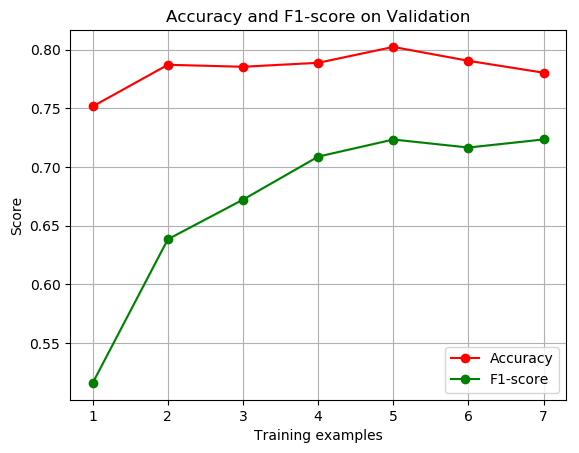 Accuracy and F1-score on Validation
0.80
0.75
0.70
0.65
0.60
0.55
Score
1 2 3 4 5 6 7
Training examples
Accuracy
F1-score